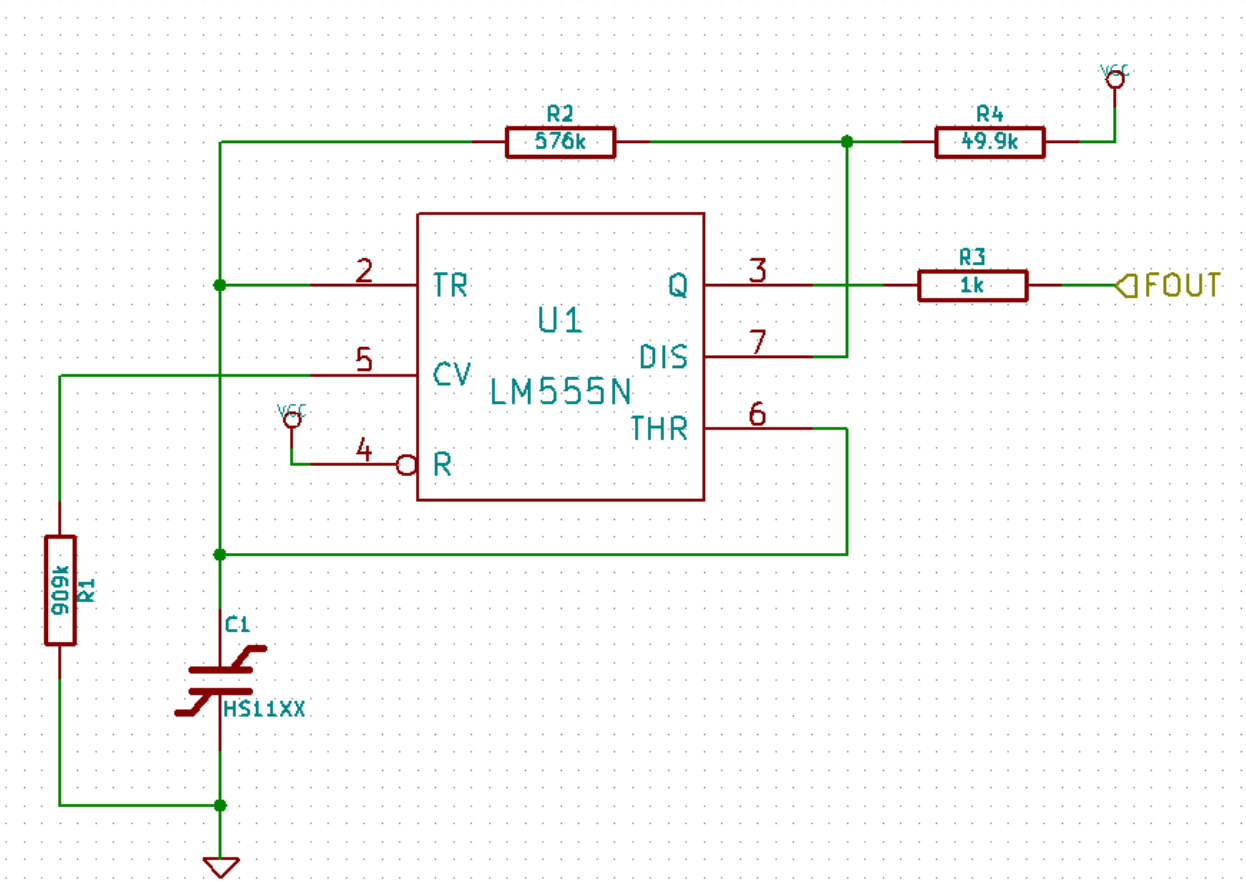 VCC
R2
576k
R4
49.9k
2
TR
Q
3
R3
1k
FOUT
U1
5
CV
DIS
7
LM555N
VCC
THR
6
4
R
909k
R1
C1
HS11XX